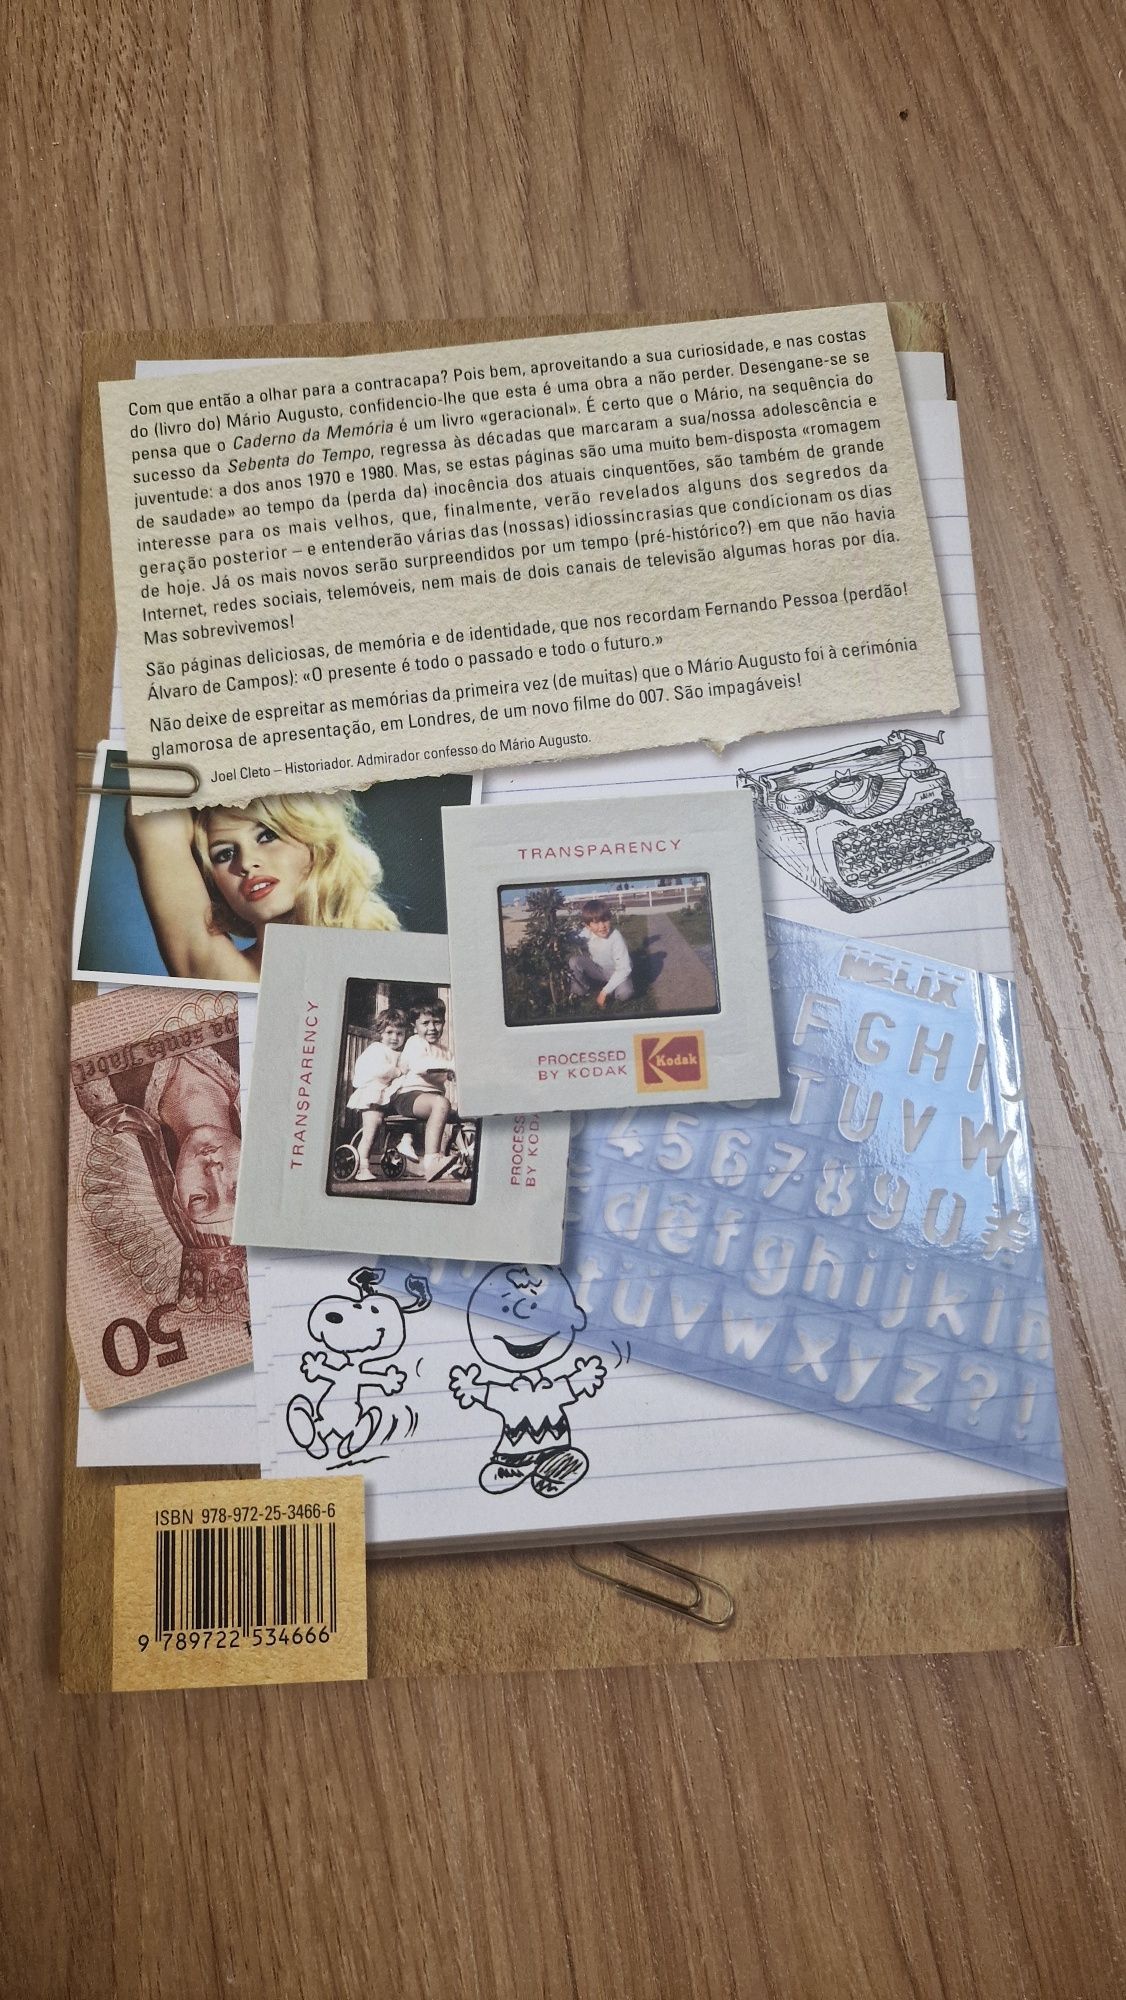 Com que então a olhar para a contracapa? Pois bem, aproveitando a sua curiosidade, e nas costas
do (livro do) Mário Augusto, confidencio-lhe que esta é uma obra a não perder. Desengane-se se
pensa que o Caderno da Memória é um livro «geracional». É certo que o Mário, na sequência do
sucesso da Sebenta do Tempo, regressa às décadas que marcaram a sua/nossa adolescência e
juventude: a dos anos 1970 e 1980. Mas, se estas páginas são uma muito bem-disposta «romagem
de saudade» ao tempo da (perda da) inocência dos atuais cinquentões, são também de grande
interesse para os mais velhos, que, finalmente, verão revelados alguns dos segredos da
geração posterior – e entenderão várias das (nossas) idiossincrasias que condicionam os dias
de hoje. Já os mais novos serão surpreendidos por um tempo (pré-histórico?) em que não havia
Internet, redes sociais, telemóveis, nem mais de dois canais de televisão algumas horas por dia.
Mas sobrevivemos!
São páginas deliciosas, de memória e de identidade, que nos recordam Fernando Pessoa (perdão!
Álvaro de Campos): «O presente é todo o passado e todo o futuro.»
Não deixe de espreitar as memórias da primeira vez (de muitas) que o Mário Augusto foi à cerimónia
glamorosa de apresentação, em Londres, de um novo filme do 007. São impagáveis!
Joel Cleto – Historiador. Admirador confesso do Mário Augusto.
TRANSPARENCY
PROCESSED
BY KODAK
Kodak
TRANSPARENCY
PROCESS
BY KODA
HELIX
F G H I J
T U V W
4 5 6 7 8 9 0
d ë f g h i j k l m
t ü v w x y z ? !
50
ISBN 978-972-25-3466-6
9 789722 534666